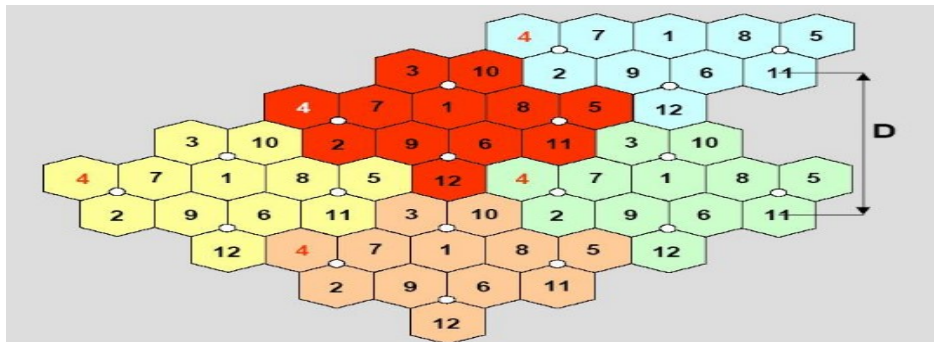 4 7 1 8 5
3 10 2 9 6 11
4 7 1 8 5 12
D
3 10 2 9 6 11 3 10
4 7 1 8 5 12 4 7 1 8 5
2 9 6 11 3 10 2 9 6 11
12 4 7 1 8 5 12
2 9 6 11
12